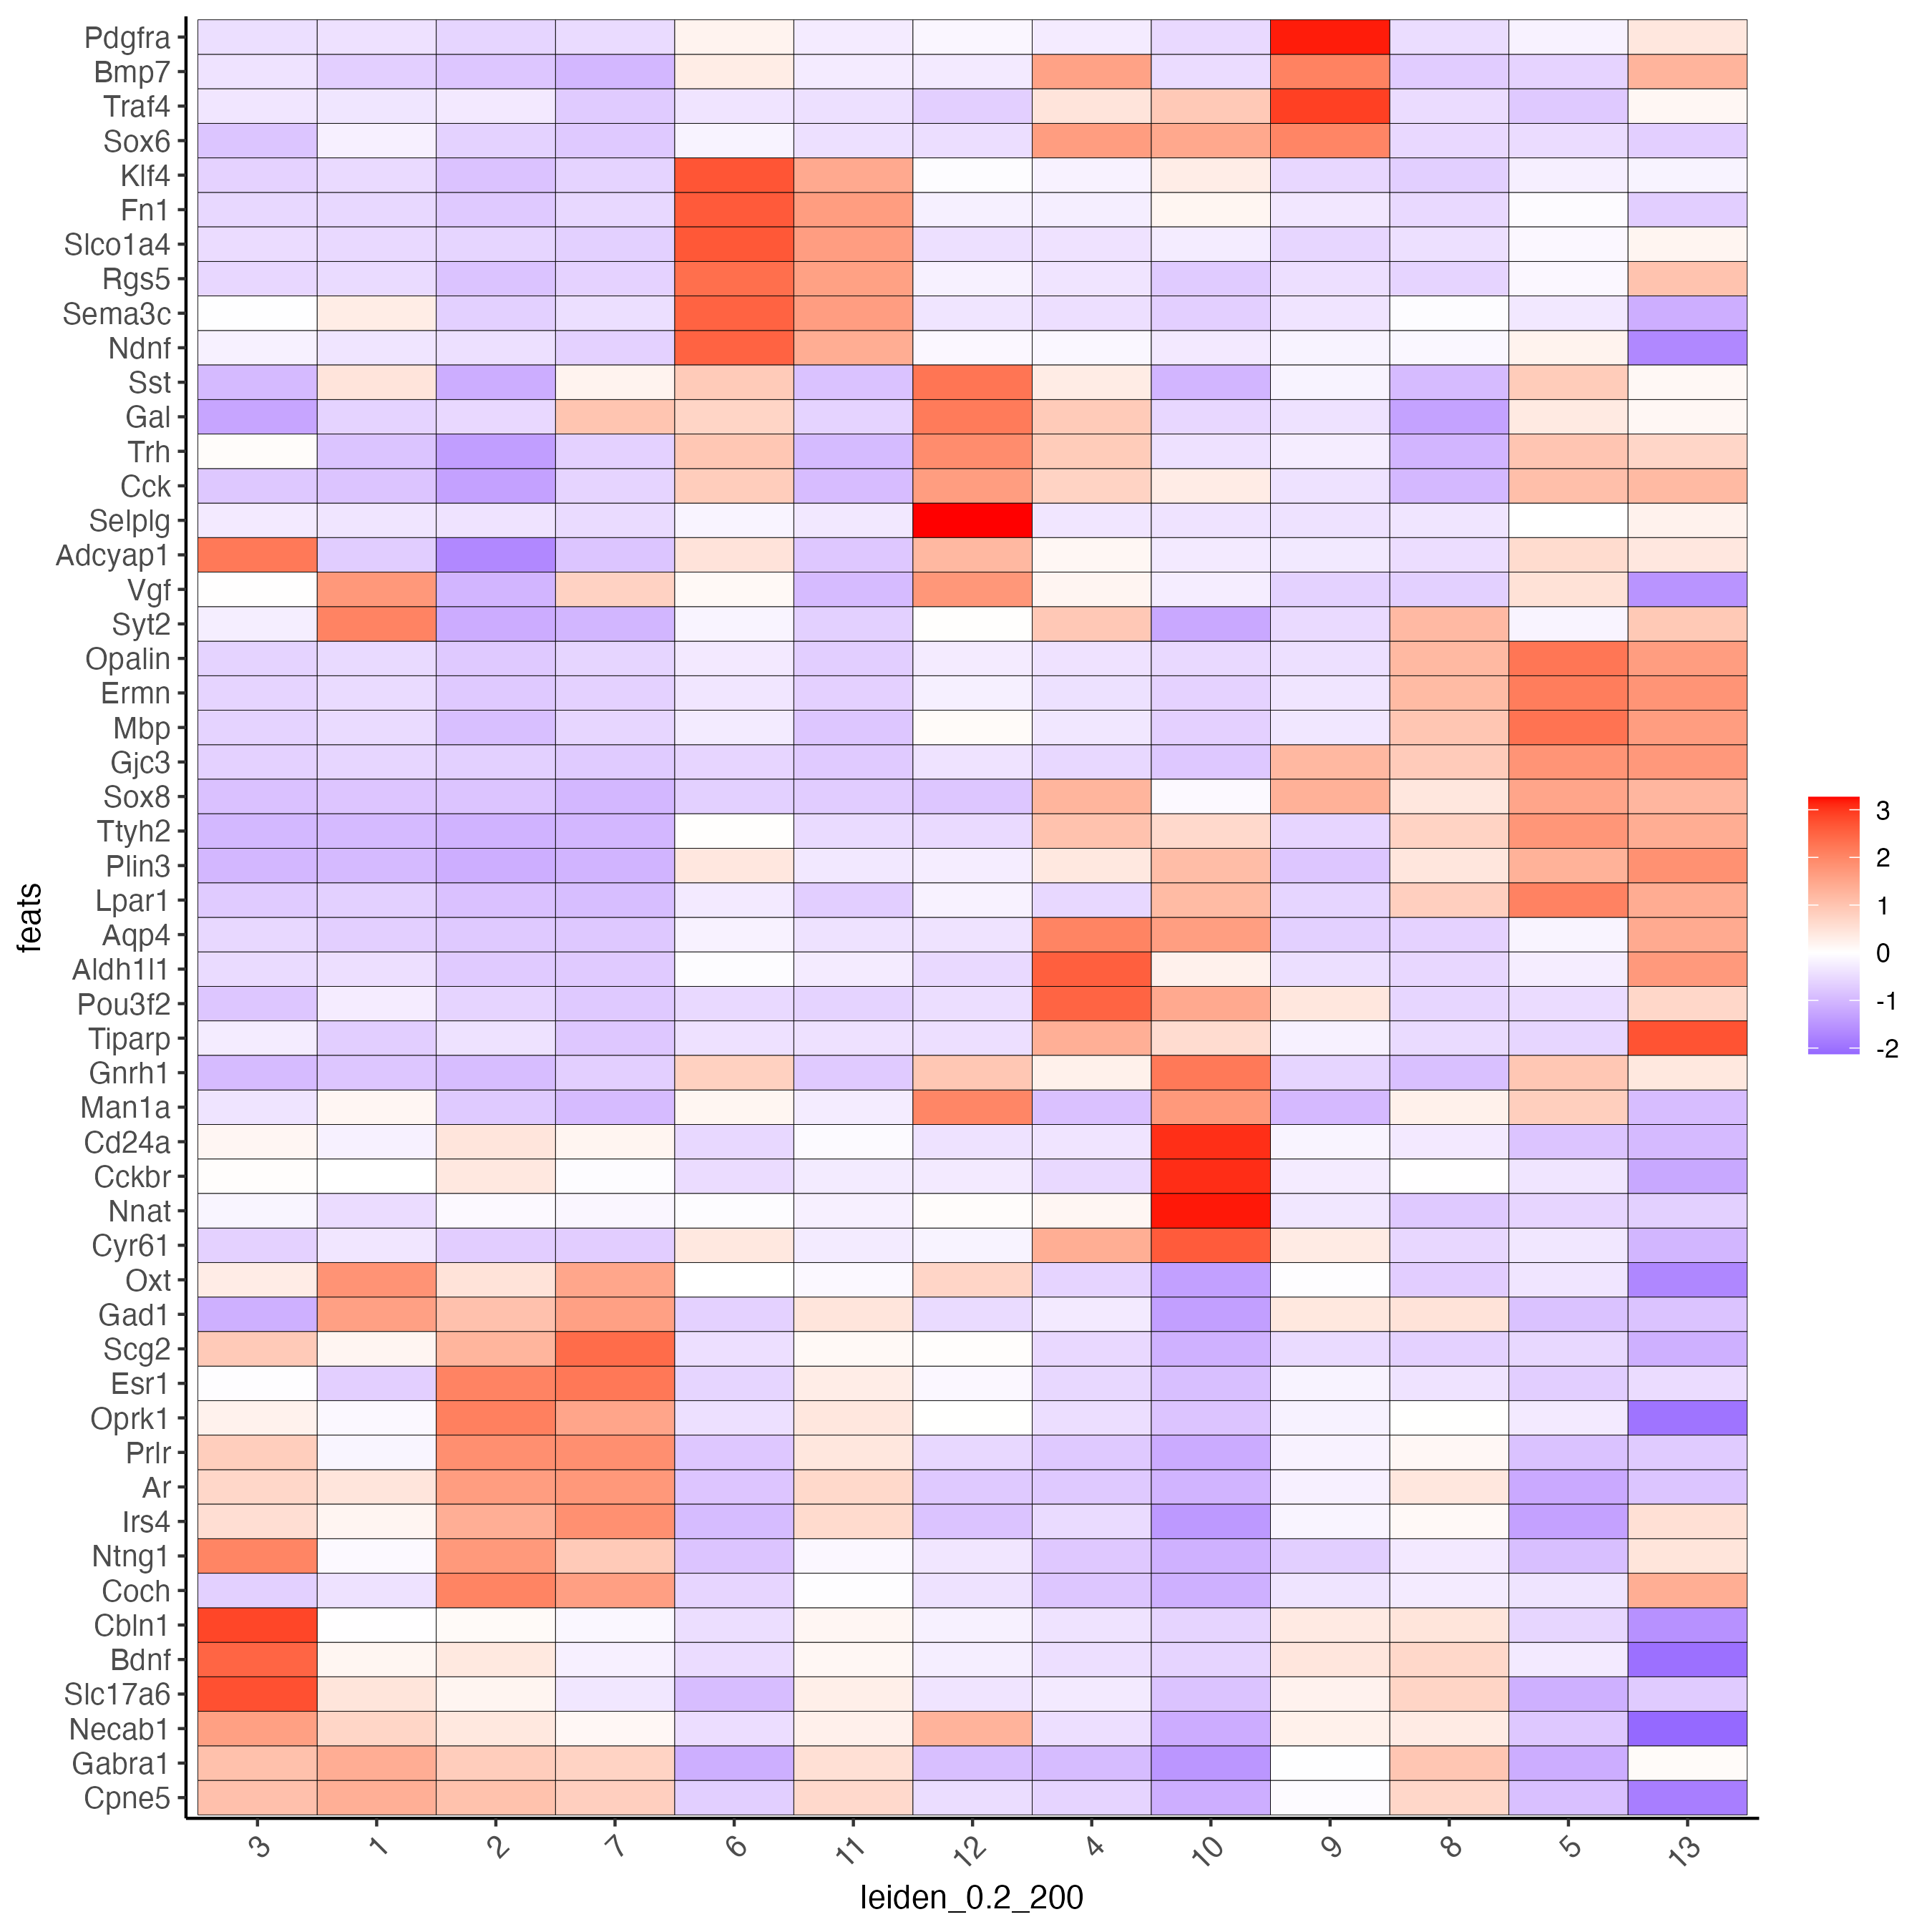 Pdgfra
Bmp7
Traf4
Sox6
Klf4
Fn1
Slco1a4
Rgs5
Sema3c
Ndnf
Sst
Gal
Trh
Cck
Selplg
Adcyap1
Vgf
Syt2
Opalin
Ermn
Mbp
Gjc3
Sox8
Ttyh2
Plin3
Lpar1
Aqp4
Aldh1l1
Pou3f2
Tiparp
Gnrh1
Man1a
Cd24a
Cckbr
Nnat
Cyr61
Oxt
Gad1
Scg2
Esr1
Oprk1
Prlr
Ar
Irs4
Ntng1
Coch
Cbln1
Bdnf
Slc17a6
Necab1
Gabra1
Cpne5
feats
3 1 2 7 6 11 12 4 10 9 8 5 13
leiden_0.2_200
3
2
1
0
-1
-2